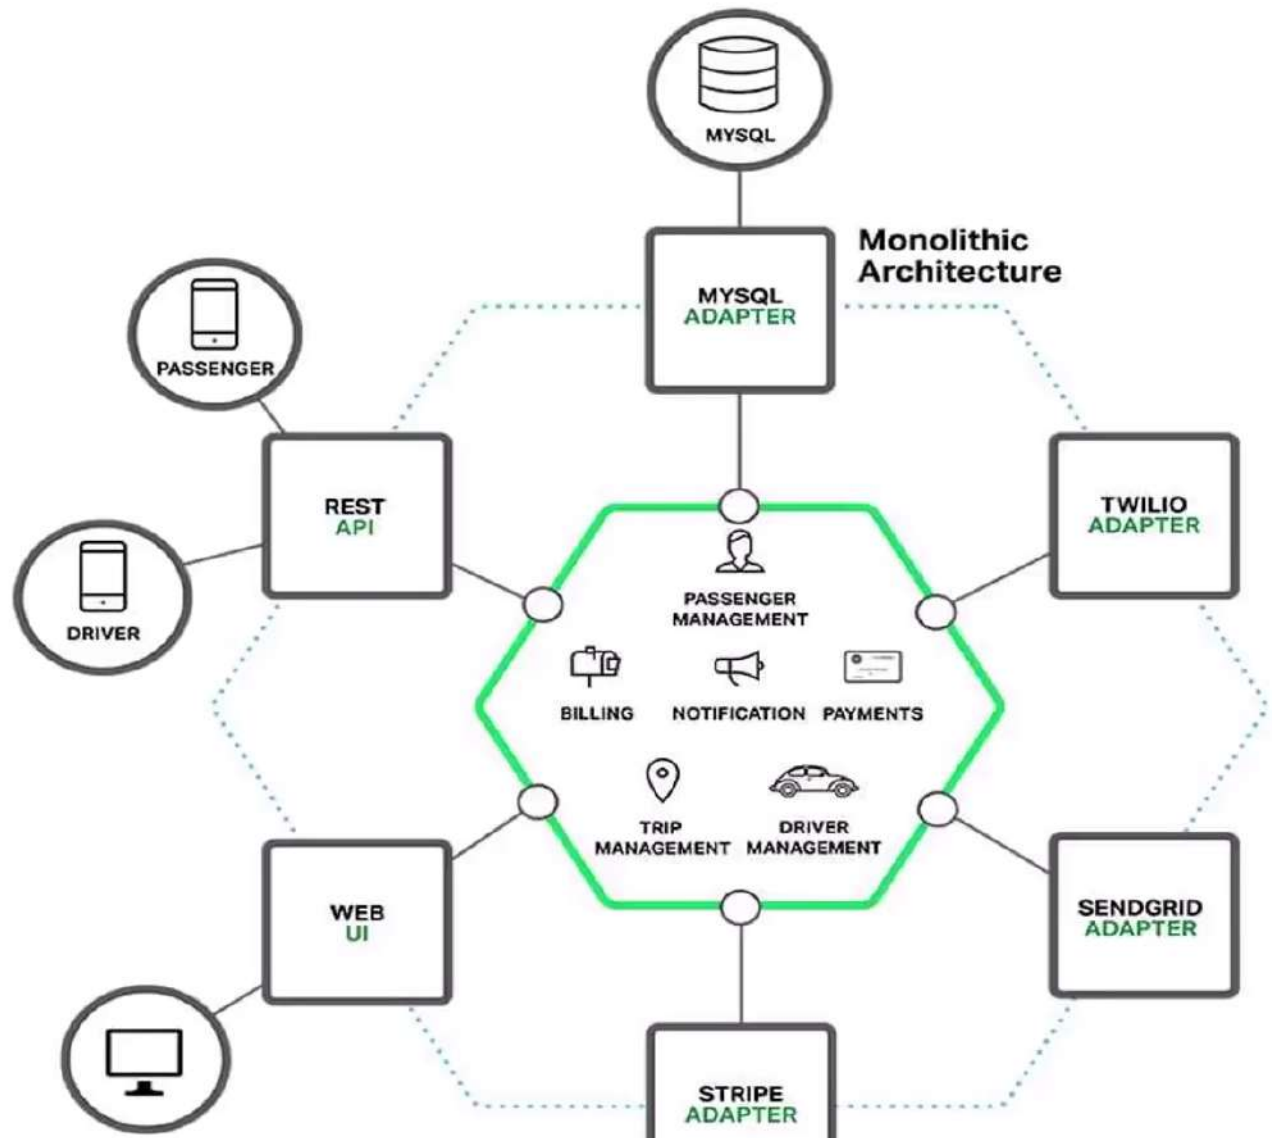 MYSQL
Monolithic
Architecture
MYSQL
ADAPTER
PASSENGER
REST
API
TWILIO
ADAPTER
DRIVER
PASSENGER
MANAGEMENT
BILLING
NOTIFICATION
PAYMENTS
TRIP
MANAGEMENT
DRIVER
MANAGEMENT
WEB
UI
SENDGRID
ADAPTER
STRIPE
ADAPTER